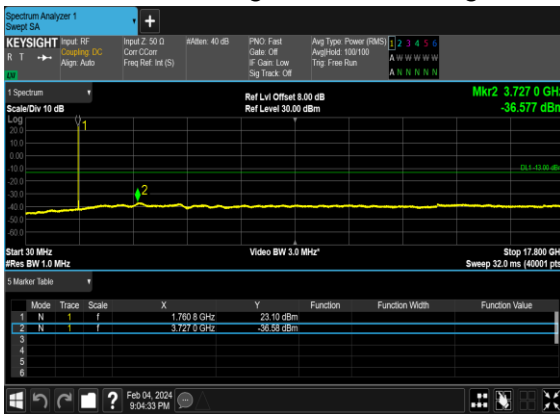 Spectrum Analyzer 1
Swept SA
KEYSIGHT
R T
Input: RF
Coupling: DC
Align: Auto
Input Z: 50 Ω
Corr CCorr
Freq Ref: Int (S)
#Atten: 40 dB
PNO: Fast
Gate: Off
IF Gain: Low
Sig Track: Off
Avg Type: Power (RMS)
Avg|Hold: 100/100
Trig: Free Run
1 2 3 4 5 6
A W W W W W
A N N N N N
1 Spectrum
Scale/Div 10 dB
Ref Lvl Offset 8.00 dB
Ref Level 30.00 dBm
Mkr2 3.727 0 GHz
-36.577 dBm
Log
20.0
10.0
0.00
-10.0
-20.0
-30.0
-40.0
-50.0
-60.0
1
2
DL1 -13.00 dBm
Start 30 MHz
#Res BW 1.0 MHz
Video BW 3.0 MHz*
Stop 17.800 GH
Sweep 32.0 ms (40001 pts
5 Marker Table
Mode Trace Scale X Y Function Function Width Function Value
1 N 1 f 1.760 8 GHz 23.10 dBm
2 N 1 f 3.727 0 GHz -36.58 dBm
3
4
5
6
Feb 04, 2024
9:04:33 PM